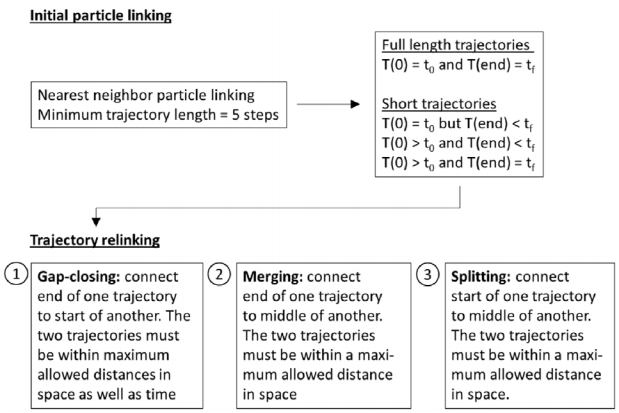 Initial particle linking
Full length trajectories
T(0) = t₀ and T(end) = t_f
Nearest neighbor particle linking
Minimum trajectory length = 5 steps
Short trajectories
T(0) = t₀ but T(end) < t_f
T(0) > t₀ and T(end) < t_f
T(0) > t₀ and T(end) = t_f
Trajectory relinking
1
Gap-closing: connect
end of one trajectory
to start of another. The
two trajectories must
be within maximum
allowed distances in
space as well as time
2
Merging: connect
end of one trajectory
to middle of another.
The two trajectories
must be within a maxi-
mum allowed distance
in space
3
Splitting: connect
start of one trajectory
to middle of another.
The two trajectories
must be within a maxi-
mum allowed distance
in space.